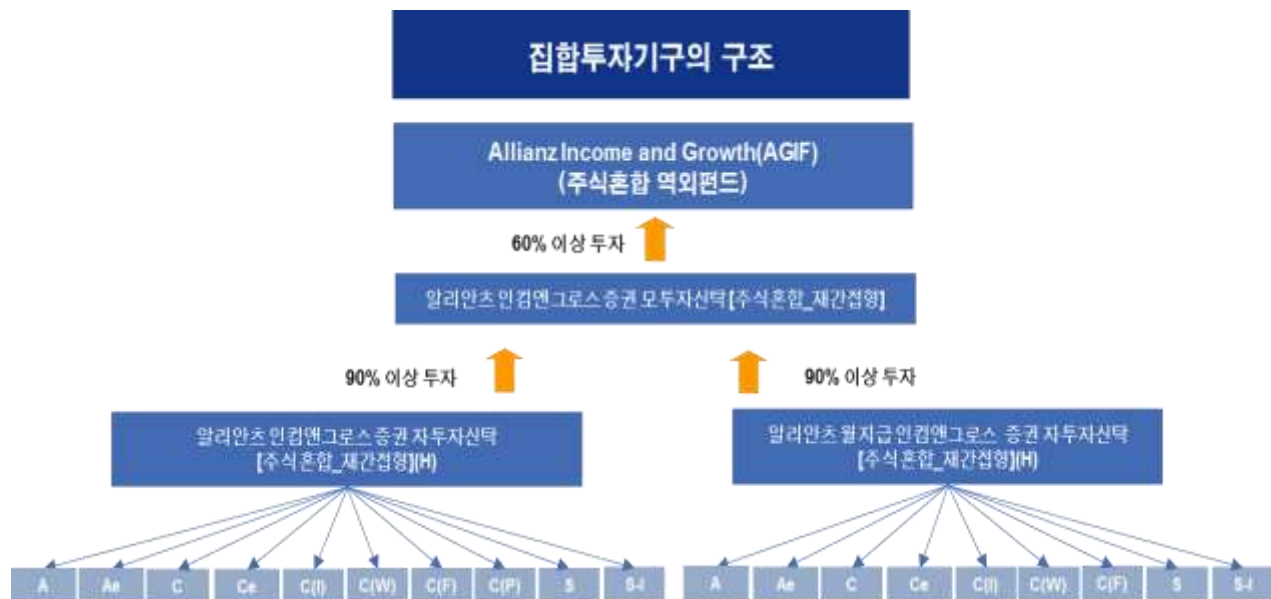 집합투자기구의 구조
Allianz Income and Growth(AGIF)
(주식혼합 역외펀드)
60% 이상 투자
알리안츠 인컴앤그로스 증권 모투자신탁[주식혼합_재간접형]
90% 이상 투자
90% 이상 투자
알리안츠 인컴앤그로스 증권 자투자신탁
[주식혼합_재간접형](H)
알리안츠 월지급 인컴앤그로스 증권 자투자신탁
[주식혼합_재간접형](H)
A Ae C Ce C(I) C(W) C(F) C(P) S S-I
A Ae C Ce C(I) C(W) C(F) S S-I